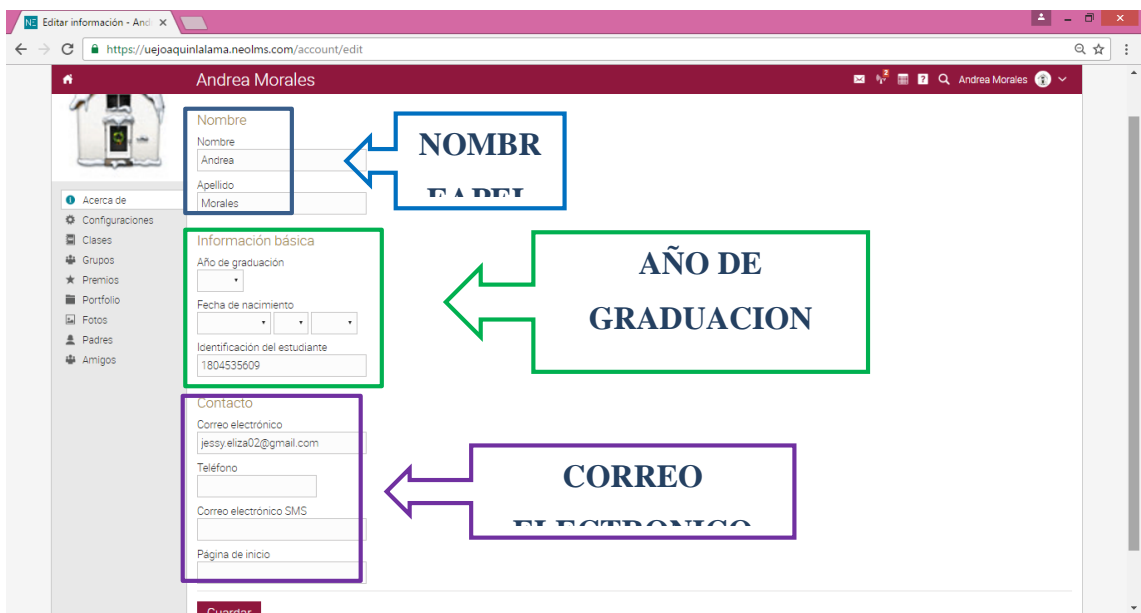 Editar información - And
https://uejoaquinlalama.neolms.com/account/edit
Andrea Morales
2
Andrea Morales
Acerca de
Configuraciones
Clases
Grupos
Premios
Portfolio
Fotos
Padres
Amigos
Nombre
Nombre
Andrea
Apellido
Morales
NOMBR
Información básica
Año de graduación
Fecha de nacimiento
Identificación del estudiante
1804535609
AÑO DE
GRADUACION
Contacto
Correo electrónico
jessy.eliza02@gmail.com
Teléfono
Correo electrónico SMS
Página de inicio
CORREO
ELECTRONICO
Guardar